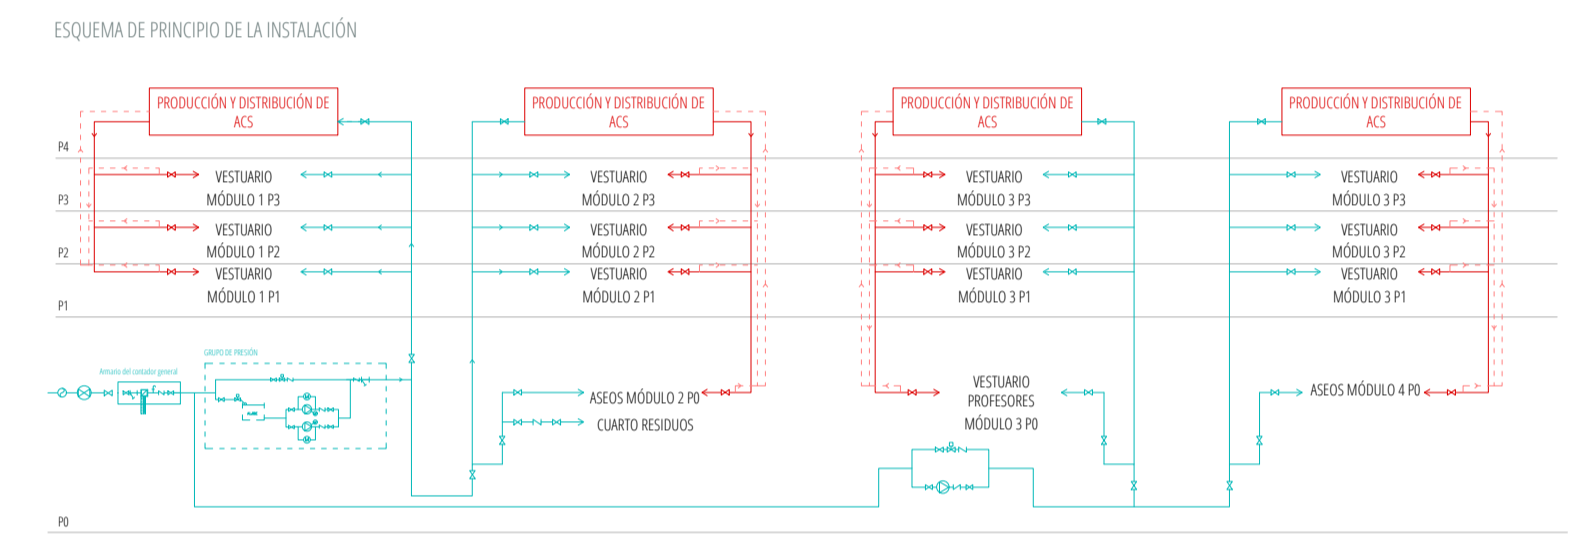 ESQUEMA DE PRINCIPIO DE LA INSTALACIÓN
PRODUCCIÓN Y DISTRIBUCIÓN DE
ACS
PRODUCCIÓN Y DISTRIBUCIÓN DE
ACS
PRODUCCIÓN Y DISTRIBUCIÓN DE
ACS
PRODUCCIÓN Y DISTRIBUCIÓN DE
ACS
P4
VESTUARIO
MÓDULO 1 P3
VESTUARIO
MÓDULO 2 P3
VESTUARIO
MÓDULO 3 P3
VESTUARIO
MÓDULO 3 P3
P3
VESTUARIO
MÓDULO 1 P2
VESTUARIO
MÓDULO 2 P2
VESTUARIO
MÓDULO 3 P2
VESTUARIO
MÓDULO 3 P2
P2
VESTUARIO
MÓDULO 1 P1
VESTUARIO
MÓDULO 2 P1
VESTUARIO
MÓDULO 3 P1
VESTUARIO
MÓDULO 3 P1
P1
GRUPO DE PRESIÓN
Armario del contador general
ASEOS MÓDULO 2 P0
CUARTO RESIDUOS
VESTUARIO
PROFESORES
MÓDULO 3 P0
ASEOS MÓDULO 4 P0
P0